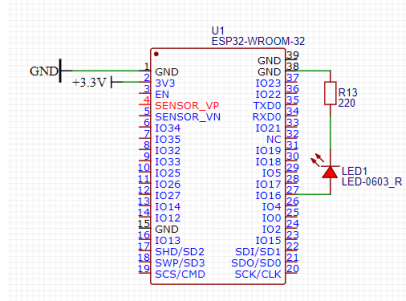 U1
ESP32-WROOM-32
GND
+3.3V
1 GND
2 3V3
3 EN
4 SENSOR_VP
5 SENSOR_VN
6 IO34
7 IO35
8 IO32
9 IO33
10 IO25
11 IO26
12 IO27
13 IO14
14 IO12
15 GND
16 IO13
17 SHD/SD2
18 SWP/SD3
19 SCS/CMD
GND 39
GND 38
IO23 37
IO22 36
TXD0 35
RXD0 34
IO21 33
NC 32
IO19 31
IO18 30
IO5 29
IO17 28
IO16 27
IO4 26
IO0 25
IO2 24
IO15 23
SDI/SD1 22
SDO/SD0 21
SCK/CLK 20
R13
220
LED1
LED-0603_R